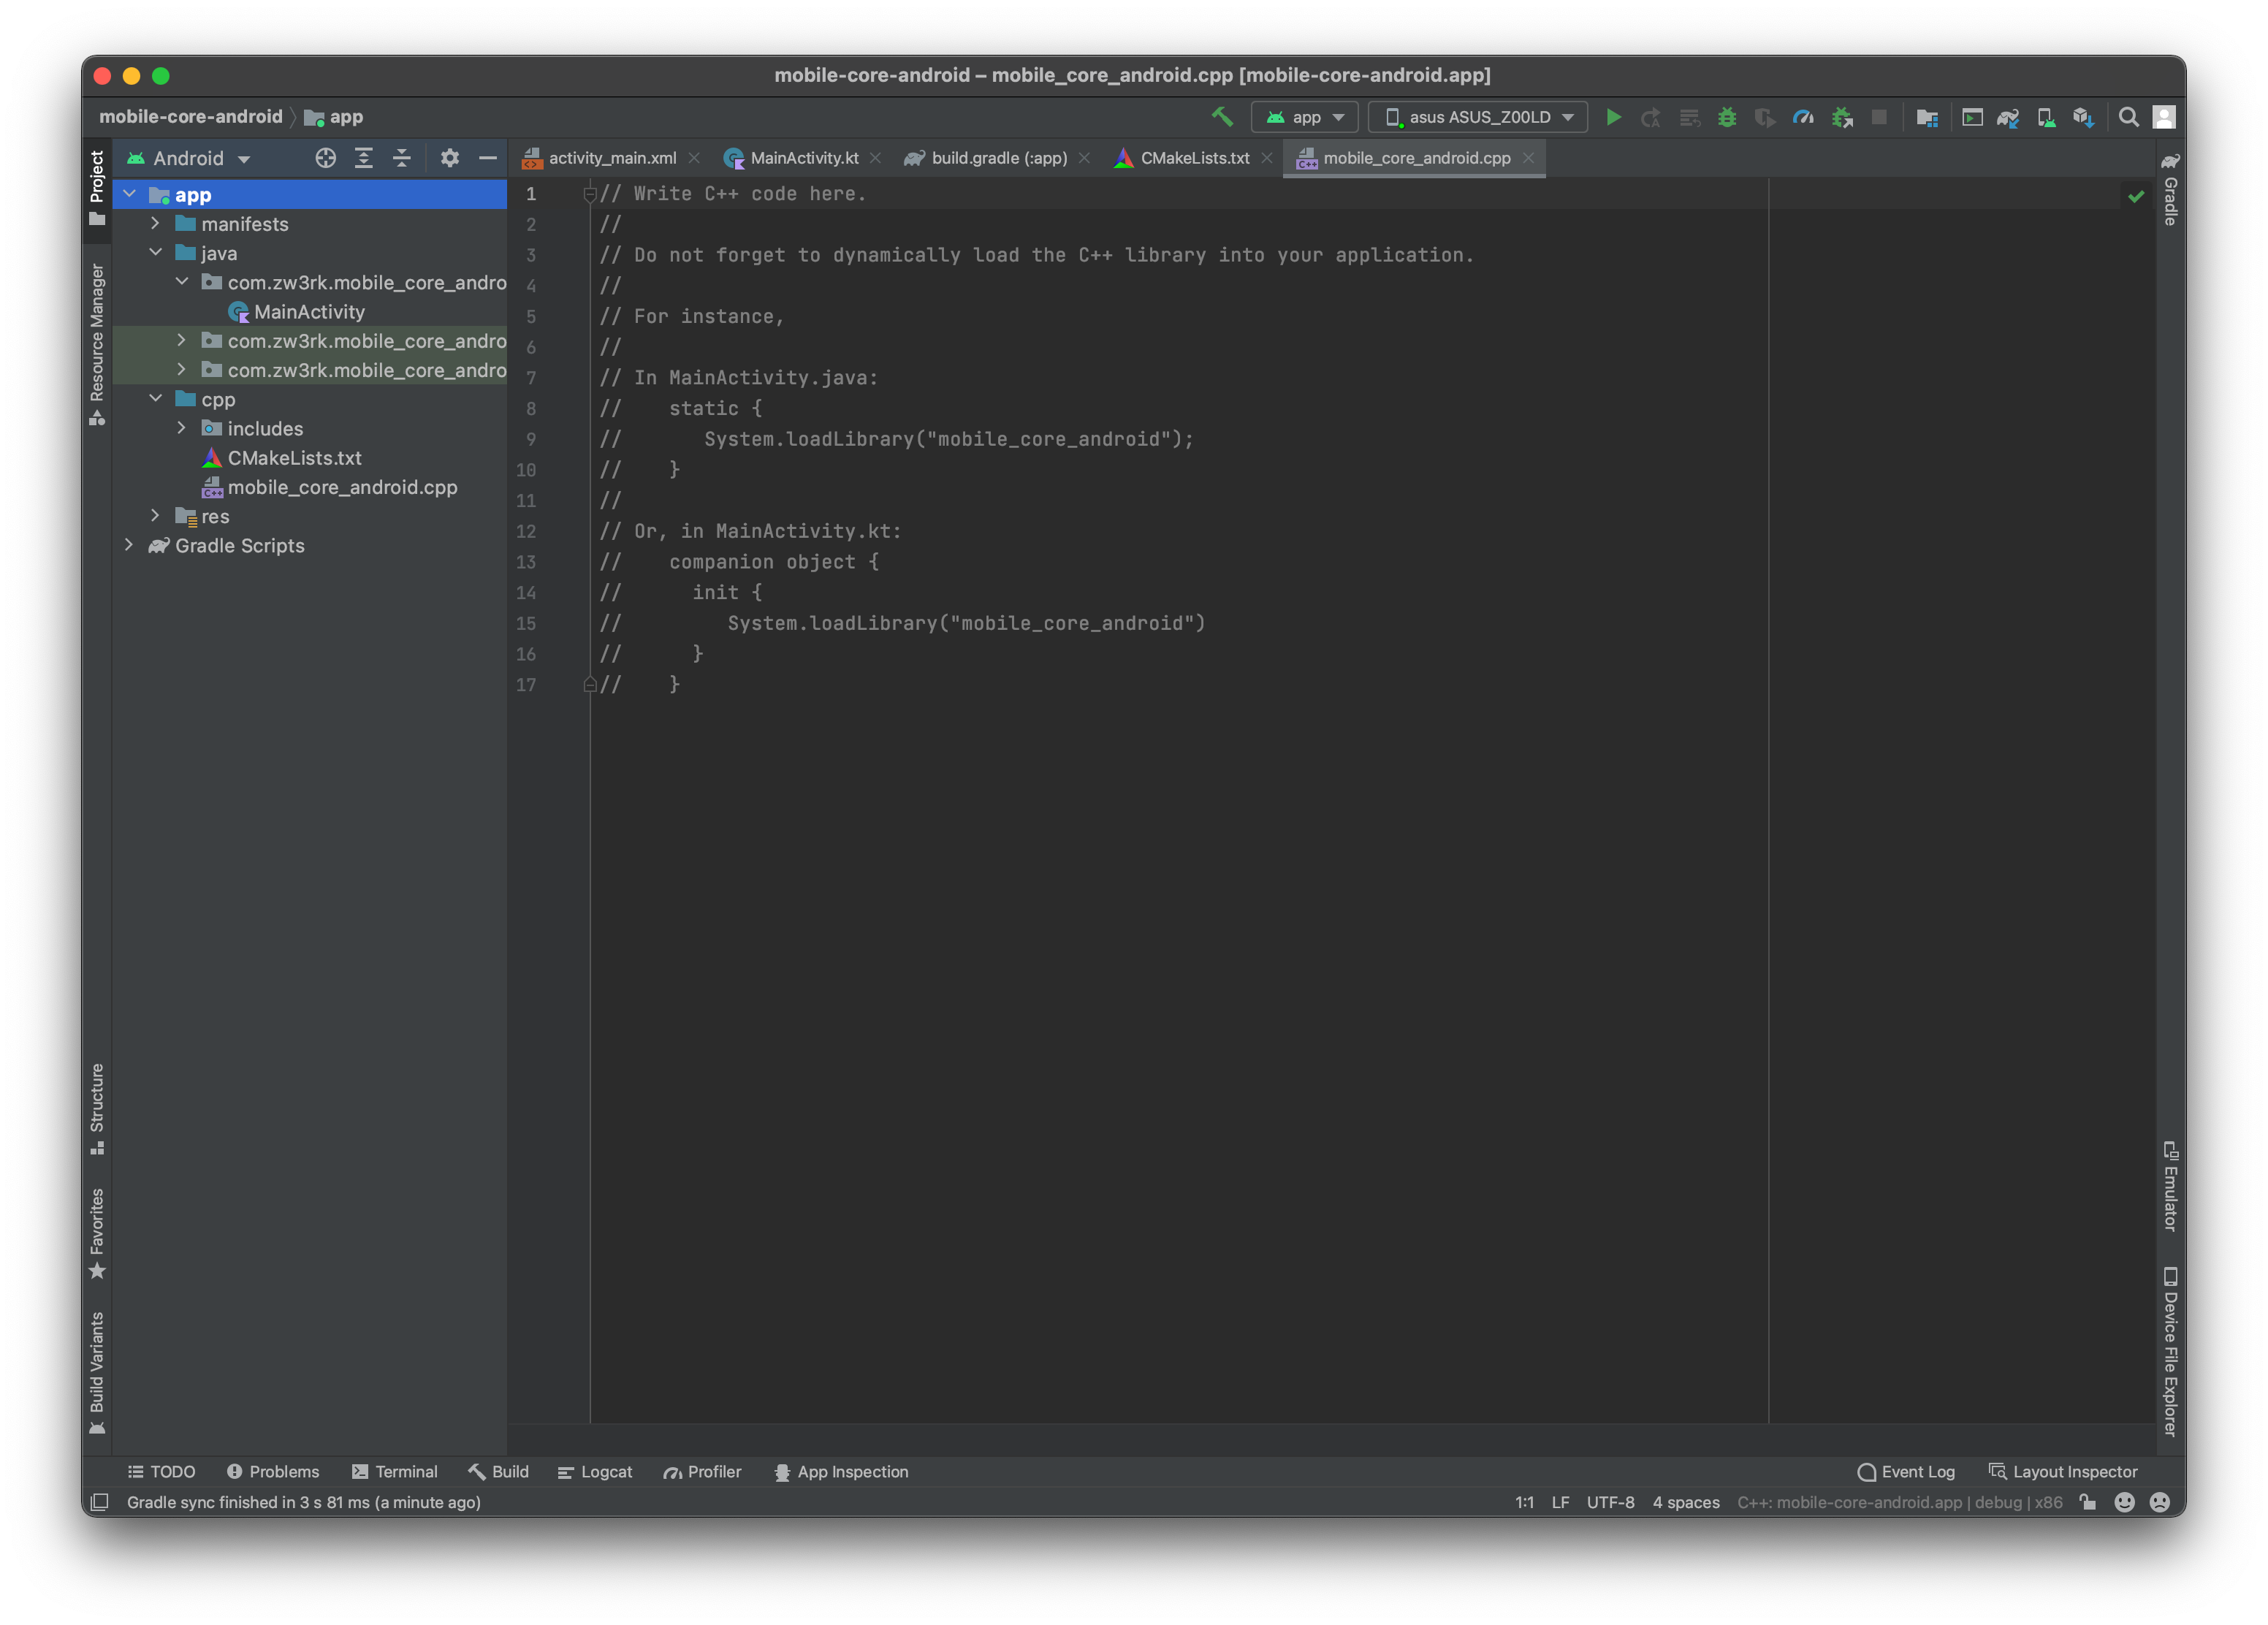 mobile-core-android – mobile_core_android.cpp [mobile-core-android.app]
mobile-core-android
app
app
asus ASUS_Z00LD
Project
Resource Manager
Structure
Favorites
Build Variants
Android
app
manifests
java
com.zw3rk.mobile_core_andro
MainActivity
com.zw3rk.mobile_core_andro
com.zw3rk.mobile_core_andro
cpp
includes
CMakeLists.txt
mobile_core_android.cpp
res
Gradle Scripts
activity_main.xml
MainActivity.kt
build.gradle (:app)
CMakeLists.txt
mobile_core_android.cpp
1 // Write C++ code here.
2 //
3 // Do not forget to dynamically load the C++ library into your application.
4 //
5 // For instance,
6 //
7 // In MainActivity.java:
8 //    static {
9 //       System.loadLibrary("mobile_core_android");
10 //    }
11 //
12 // Or, in MainActivity.kt:
13 //    companion object {
14 //      init {
15 //         System.loadLibrary("mobile_core_android")
16 //      }
17 //    }
Gradle
Emulator
Device File Explorer
TODO
Problems
Terminal
Build
Logcat
Profiler
App Inspection
Event Log
Layout Inspector
Gradle sync finished in 3 s 81 ms (a minute ago)
1:1
LF
UTF-8
4 spaces
C++: mobile-core-android.app | debug | x86